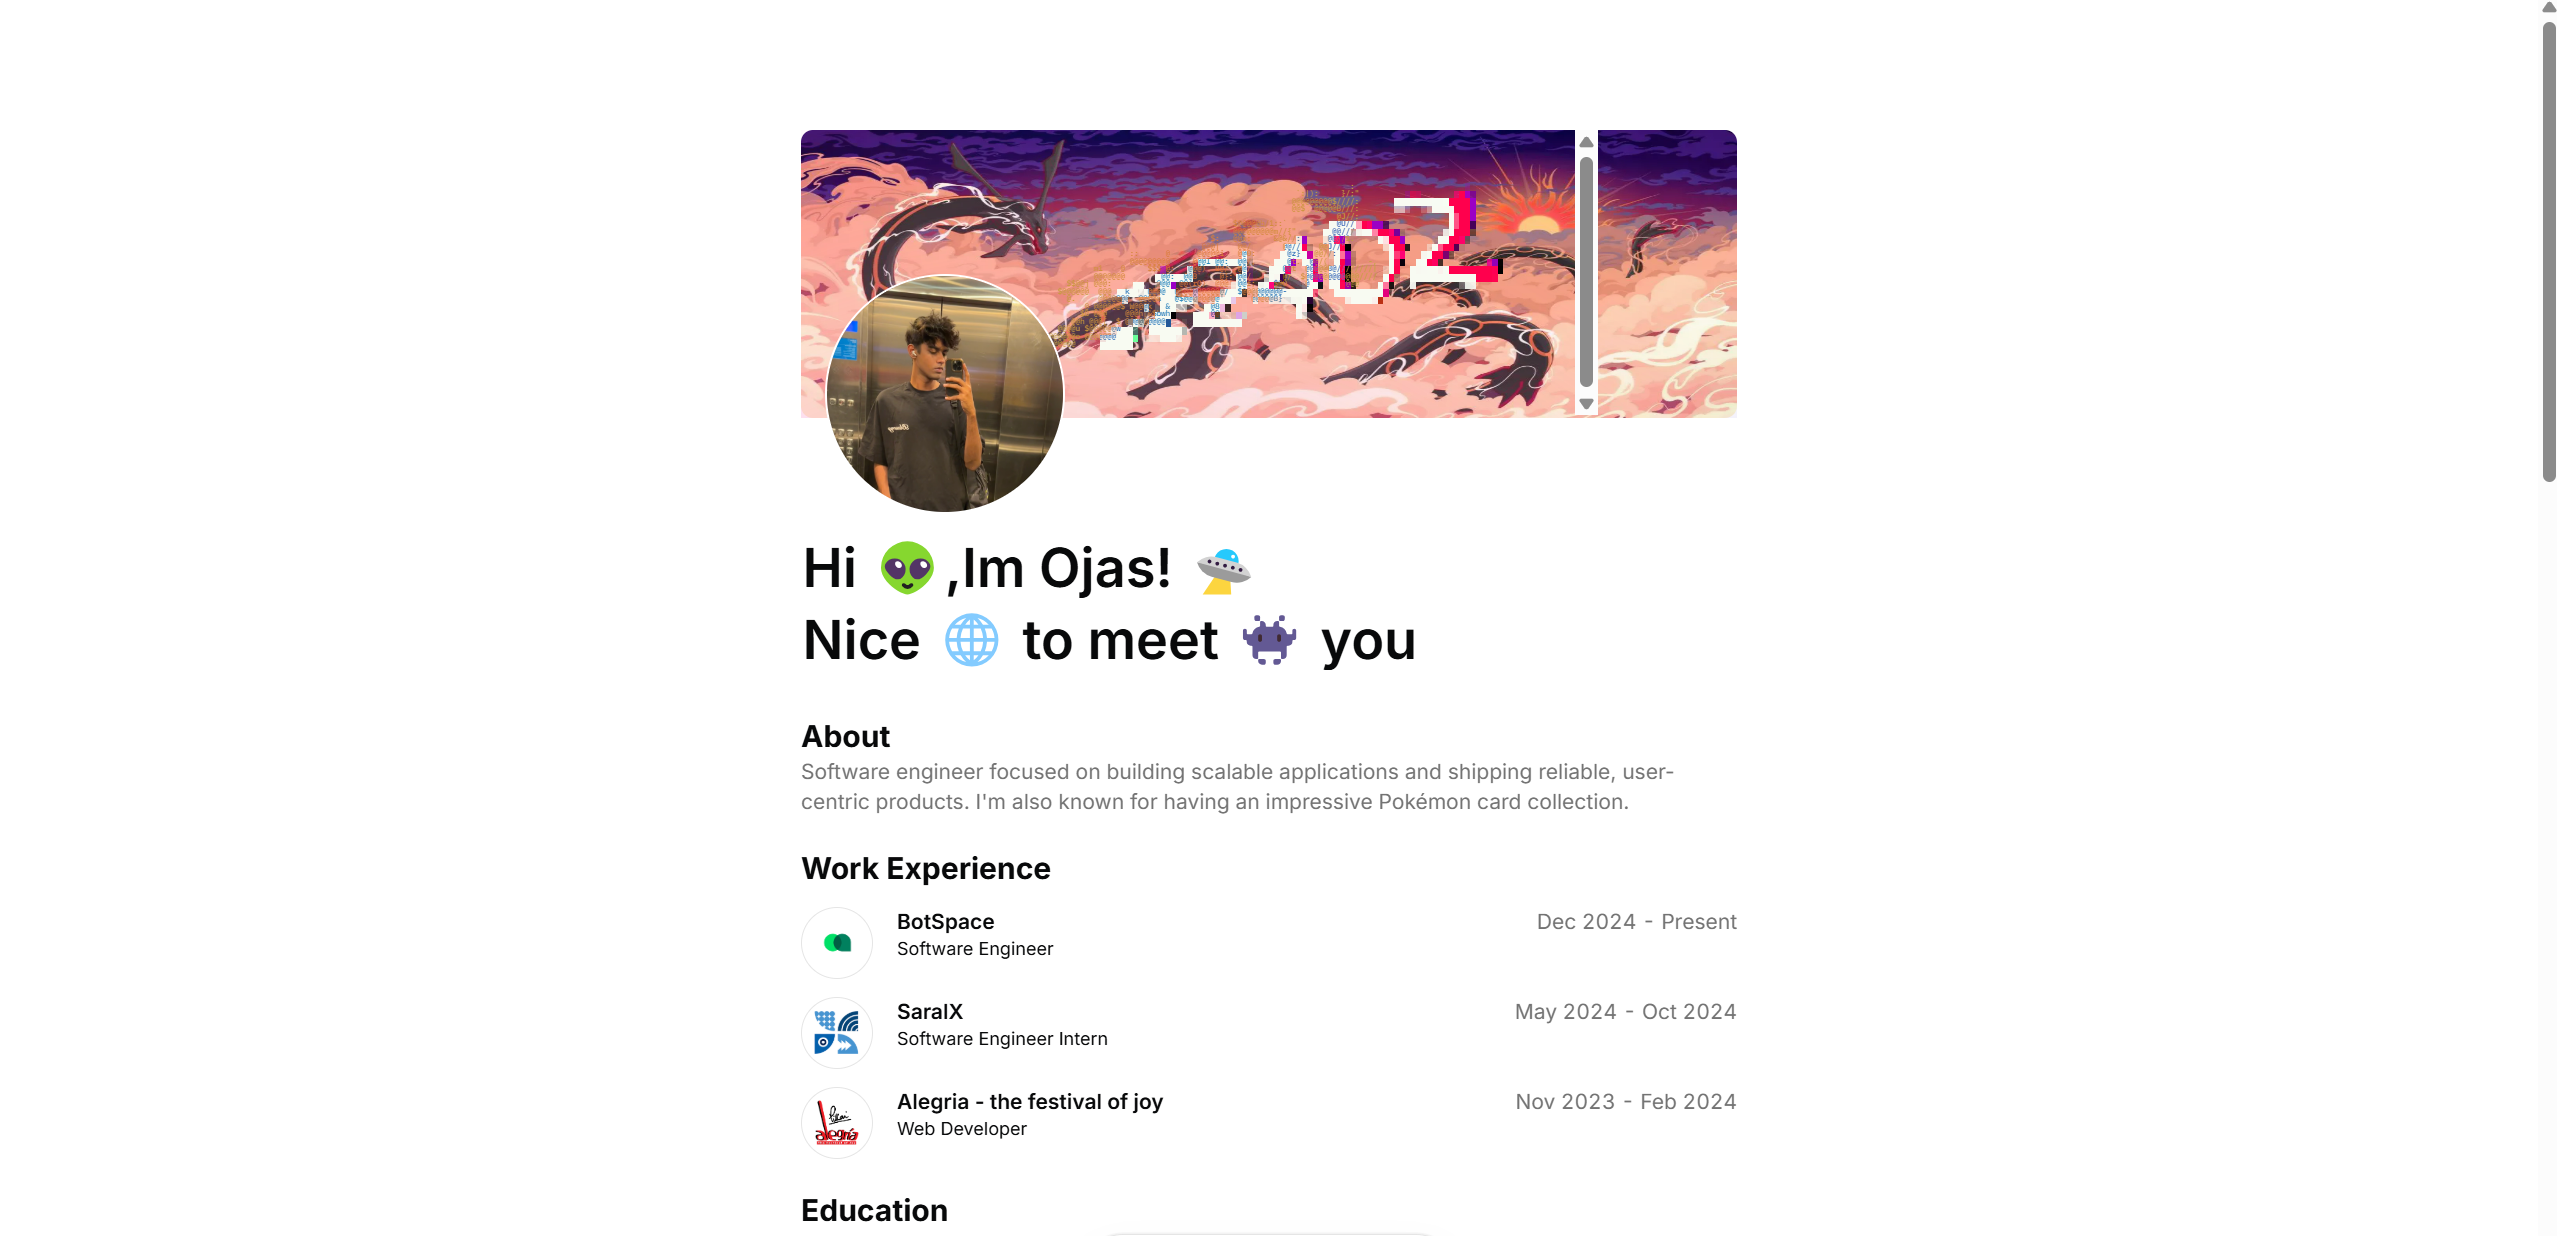 Hi 👽,Im Ojas! 🛸
Nice 🌐 to meet 👾 you
About
Software engineer focused on building scalable applications and shipping reliable, user-
centric products. I'm also known for having an impressive Pokémon card collection.
Work Experience
BotSpace
Dec 2024 - Present
Software Engineer
SaralX
May 2024 - Oct 2024
Software Engineer Intern
alegria
Alegria - the festival of joy
Nov 2023 - Feb 2024
Web Developer
Education